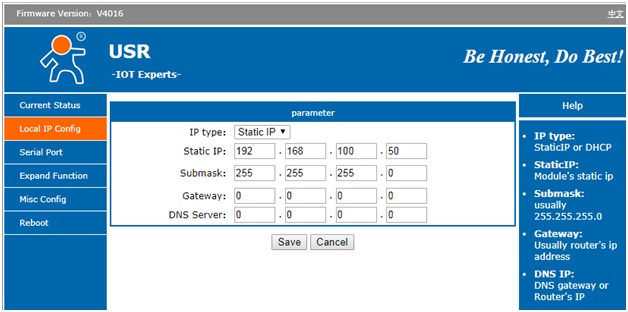 Firmware Version: V4016
中文
®
USR
-IOT Experts-
Be Honest, Do Best!
Current Status
Local IP Config
Serial Port
Expand Function
Misc Config
Reboot
parameter
IP type: Static IP
Static IP: 192 . 168 . 100 . 50
Submask: 255 . 255 . 255 . 0
Gateway: 0 . 0 . 0 . 0
DNS Server: 0 . 0 . 0 . 0
Save Cancel
Help
• IP type:
StaticIP or DHCP
• StaticIP:
Module's static ip
• Submask:
usually
255.255.255.0
• Gateway:
Usually router's ip
address
• DNS IP:
DNS gateway or
Router's IP